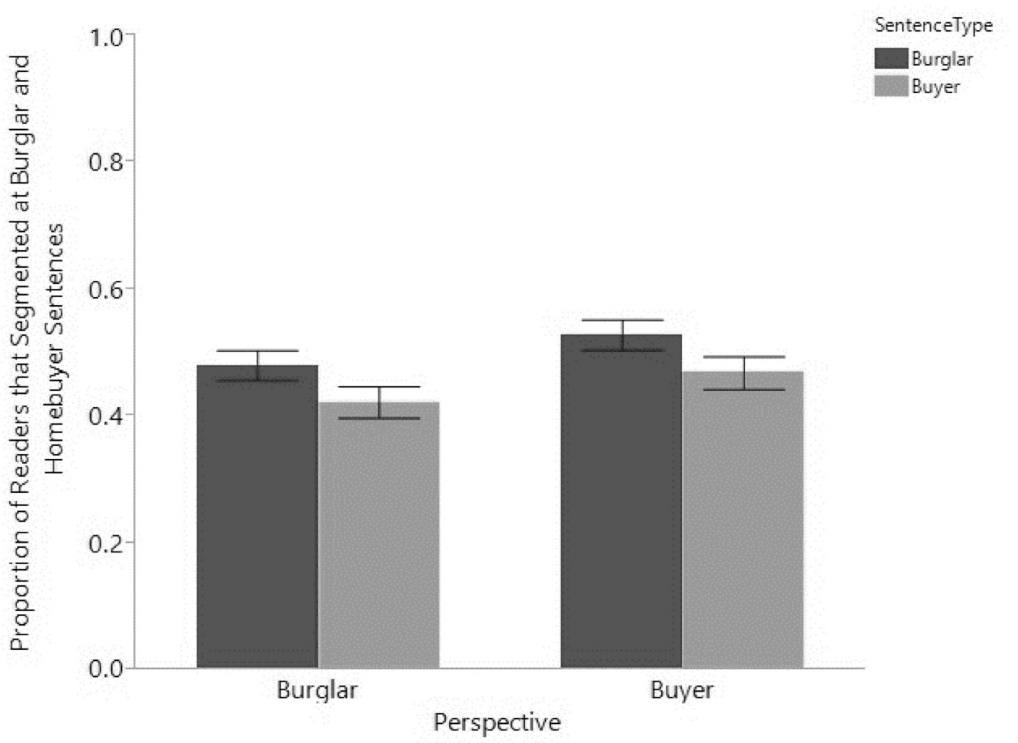 Proportion of Readers that Segmented at Burglar and
Homebuyer Sentences
1.0
0.8
0.6
0.4
0.2
0.0
Burglar
Buyer
Perspective
SentenceType
Burglar
Buyer